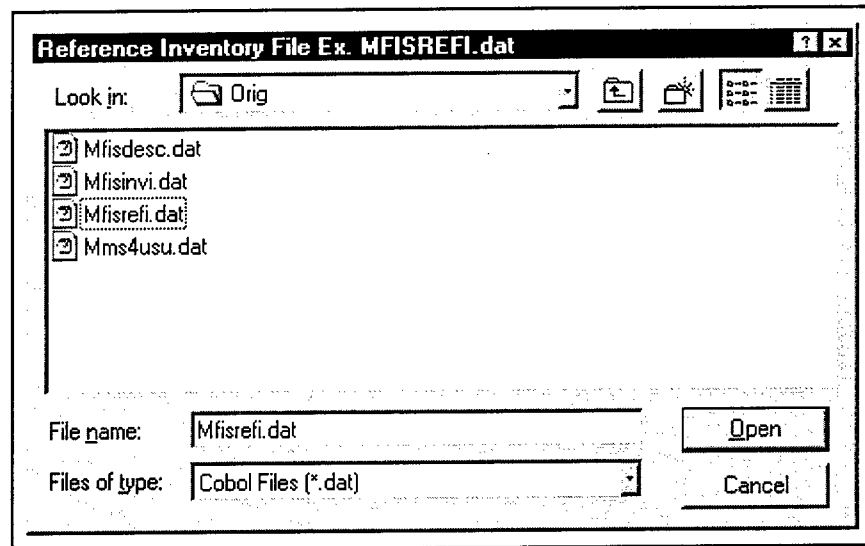 Reference Inventory File Ex. MFISREFI.dat
Look in: Orig
Mfisdesc.dat
Mfisinvi.dat
Mfisrefi.dat
Mms4usu.dat
File name: Mfisrefi.dat Open
Files of type: Cobol Files (*.dat) Cancel